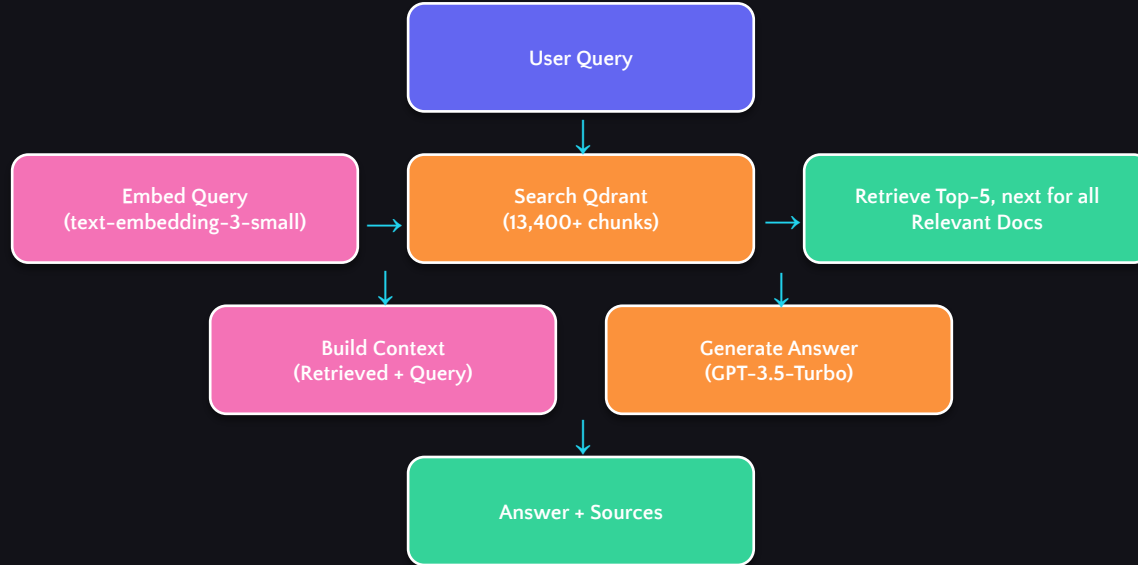 User Query
Embed Query
(text-embedding-3-small)
Search Qdrant
(13,400+ chunks)
Retrieve Top-5, next for all
Relevant Docs
Build Context
(Retrieved + Query)
Generate Answer
(GPT-3.5-Turbo)
Answer + Sources